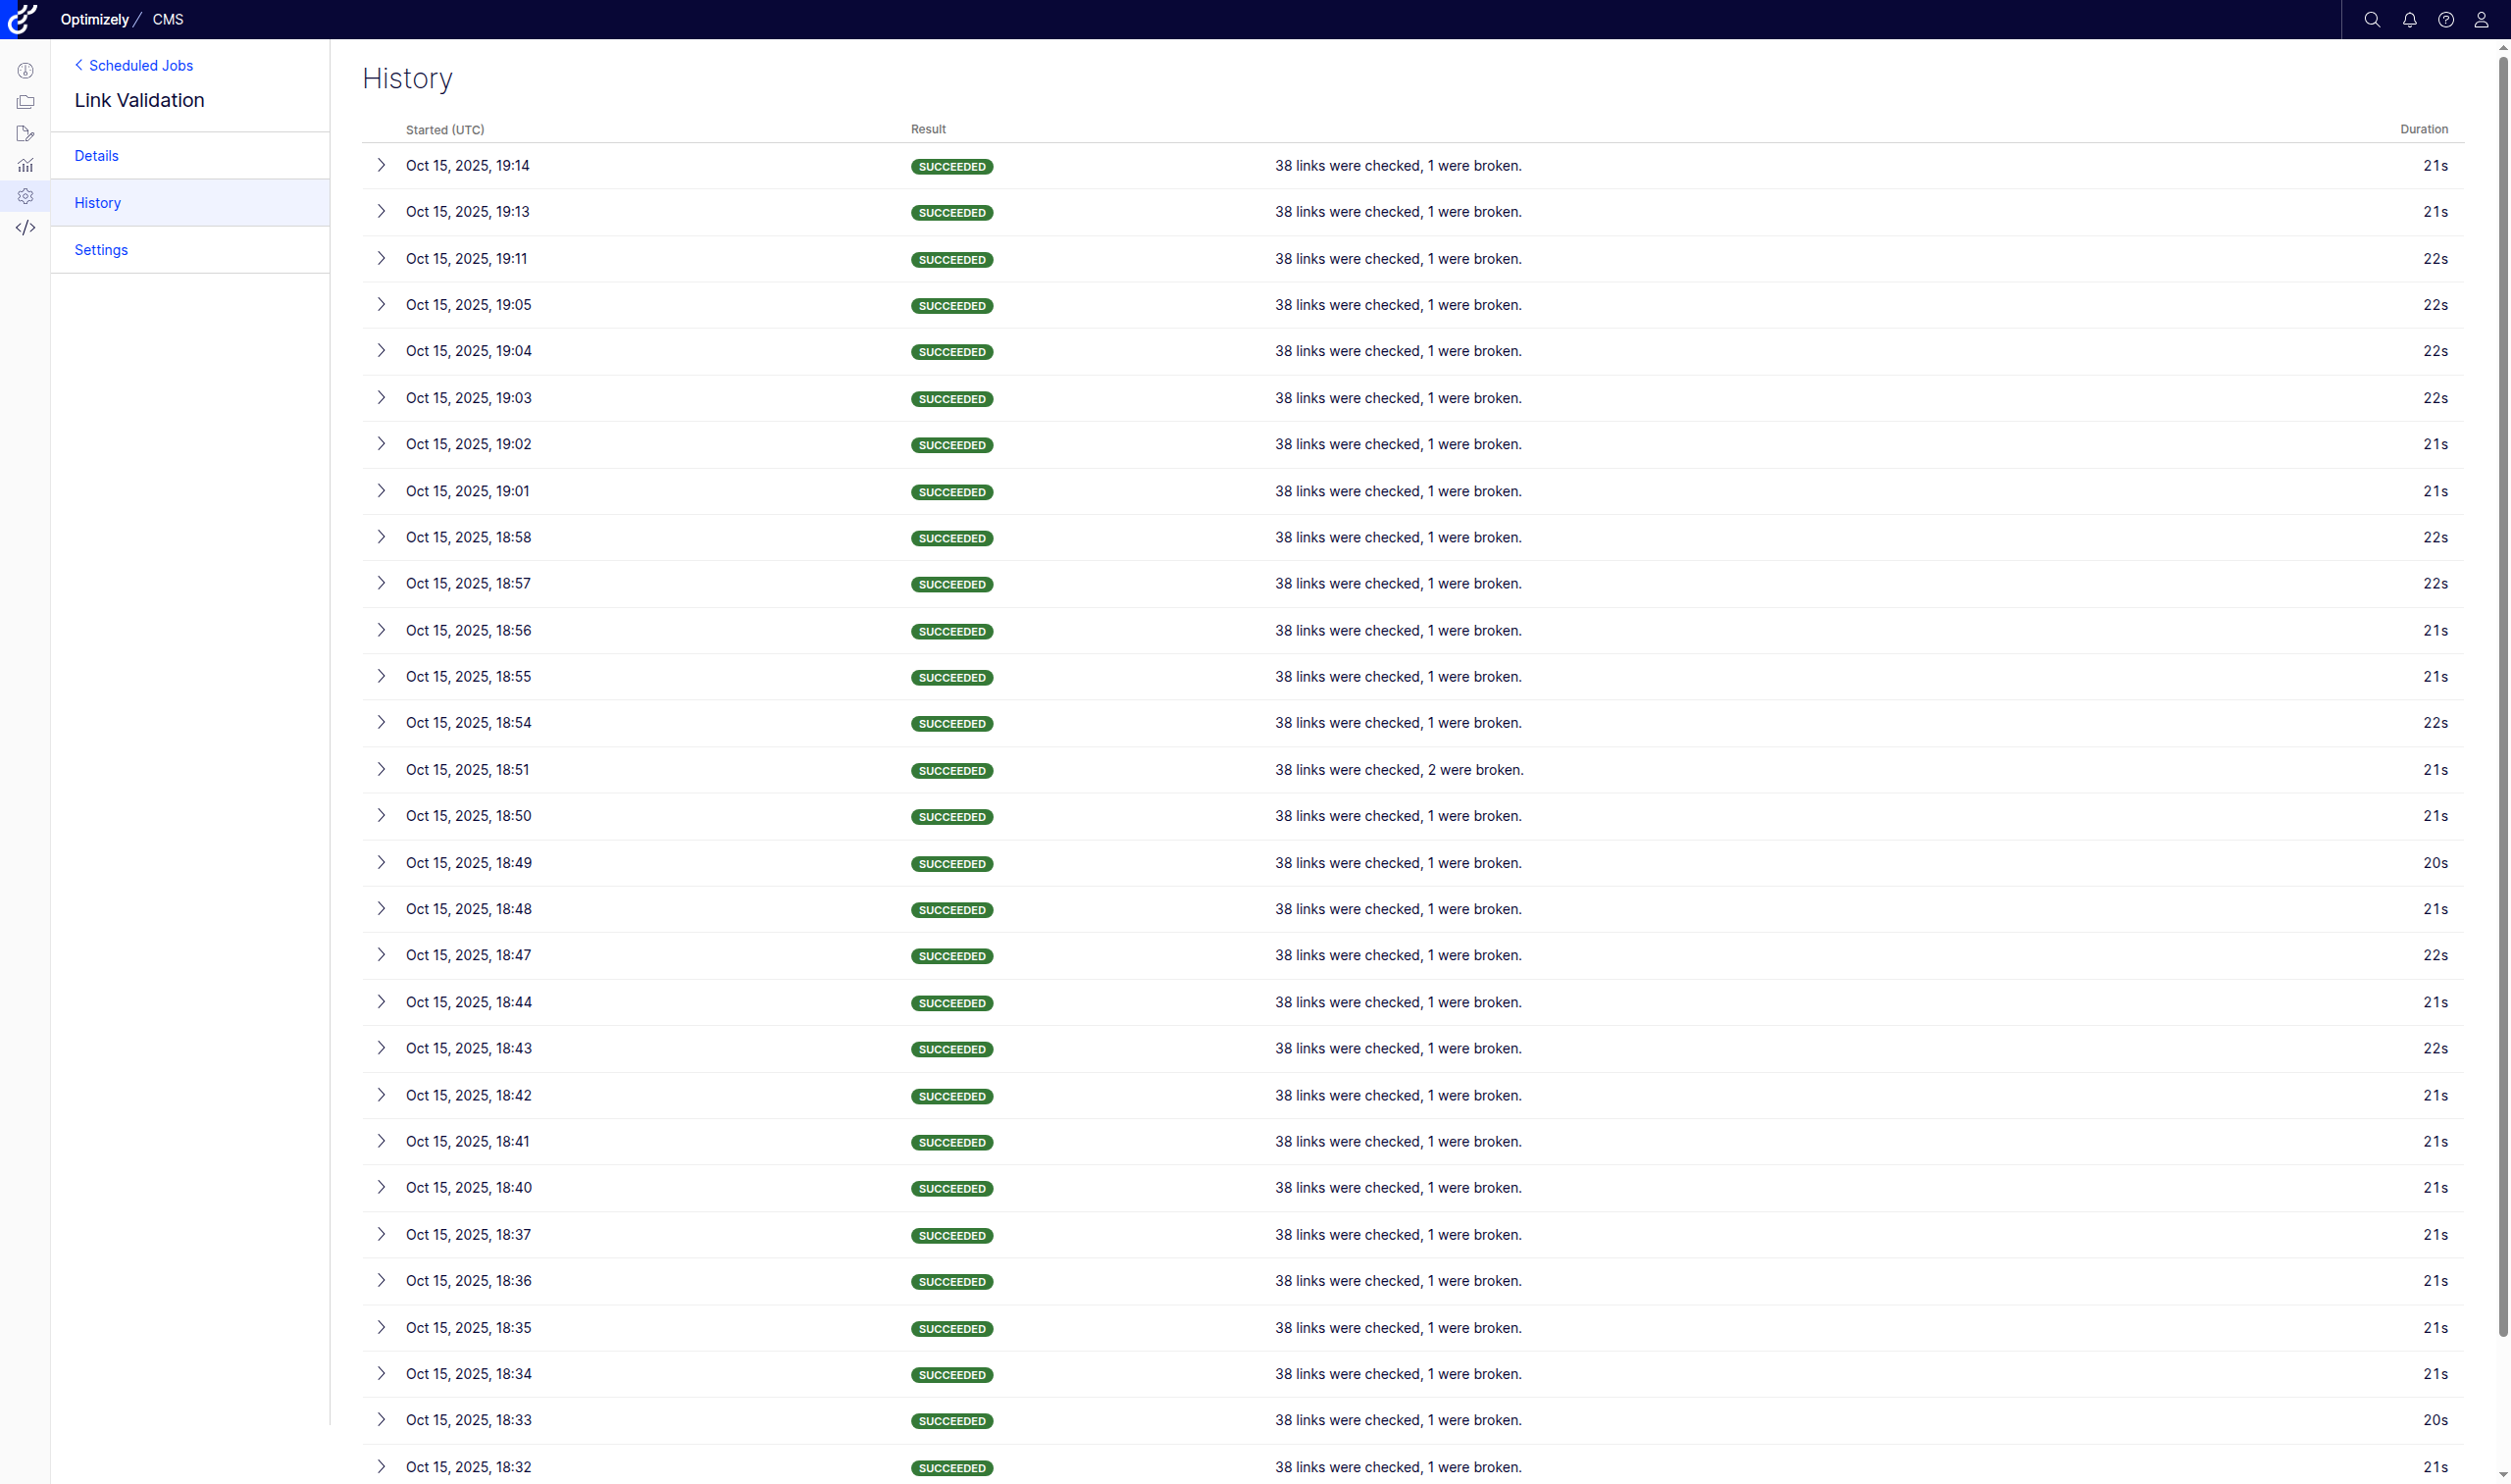 Optimizely / CMS
Scheduled Jobs
Link Validation
Details
History
Settings
History
Started (UTC) Result Duration
Oct 15, 2025, 19:14 SUCCEEDED 38 links were checked, 1 were broken. 21s
Oct 15, 2025, 19:13 SUCCEEDED 38 links were checked, 1 were broken. 21s
Oct 15, 2025, 19:11 SUCCEEDED 38 links were checked, 1 were broken. 22s
Oct 15, 2025, 19:05 SUCCEEDED 38 links were checked, 1 were broken. 22s
Oct 15, 2025, 19:04 SUCCEEDED 38 links were checked, 1 were broken. 22s
Oct 15, 2025, 19:03 SUCCEEDED 38 links were checked, 1 were broken. 22s
Oct 15, 2025, 19:02 SUCCEEDED 38 links were checked, 1 were broken. 21s
Oct 15, 2025, 19:01 SUCCEEDED 38 links were checked, 1 were broken. 21s
Oct 15, 2025, 18:58 SUCCEEDED 38 links were checked, 1 were broken. 22s
Oct 15, 2025, 18:57 SUCCEEDED 38 links were checked, 1 were broken. 22s
Oct 15, 2025, 18:56 SUCCEEDED 38 links were checked, 1 were broken. 21s
Oct 15, 2025, 18:55 SUCCEEDED 38 links were checked, 1 were broken. 21s
Oct 15, 2025, 18:54 SUCCEEDED 38 links were checked, 1 were broken. 22s
Oct 15, 2025, 18:51 SUCCEEDED 38 links were checked, 2 were broken. 21s
Oct 15, 2025, 18:50 SUCCEEDED 38 links were checked, 1 were broken. 21s
Oct 15, 2025, 18:49 SUCCEEDED 38 links were checked, 1 were broken. 20s
Oct 15, 2025, 18:48 SUCCEEDED 38 links were checked, 1 were broken. 21s
Oct 15, 2025, 18:47 SUCCEEDED 38 links were checked, 1 were broken. 22s
Oct 15, 2025, 18:44 SUCCEEDED 38 links were checked, 1 were broken. 21s
Oct 15, 2025, 18:43 SUCCEEDED 38 links were checked, 1 were broken. 22s
Oct 15, 2025, 18:42 SUCCEEDED 38 links were checked, 1 were broken. 21s
Oct 15, 2025, 18:41 SUCCEEDED 38 links were checked, 1 were broken. 21s
Oct 15, 2025, 18:40 SUCCEEDED 38 links were checked, 1 were broken. 21s
Oct 15, 2025, 18:37 SUCCEEDED 38 links were checked, 1 were broken. 21s
Oct 15, 2025, 18:36 SUCCEEDED 38 links were checked, 1 were broken. 21s
Oct 15, 2025, 18:35 SUCCEEDED 38 links were checked, 1 were broken. 21s
Oct 15, 2025, 18:34 SUCCEEDED 38 links were checked, 1 were broken. 21s
Oct 15, 2025, 18:33 SUCCEEDED 38 links were checked, 1 were broken. 20s
Oct 15, 2025, 18:32 SUCCEEDED 38 links were checked, 1 were broken. 21s